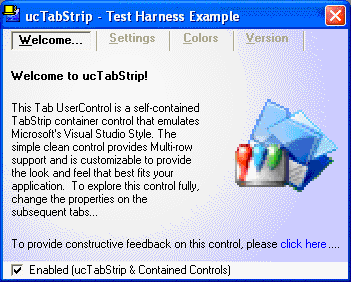 ucTabStrip - Test Harness Example
Welcome... Settings Colors Version
Welcome to ucTabStrip!
This Tab UserControl is a self-contained
TabStrip container control that emulates
Microsoft's Visual Studio Style. The
simple clean control provides Multi-row
support and is customizable to provide
the look and feel that best fits your
application. To explore this control fully,
change the properties on the
subsequent tabs...
To provide constructive feedback on this control, please click here ....
Enabled (ucTabStrip & Contained Controls)